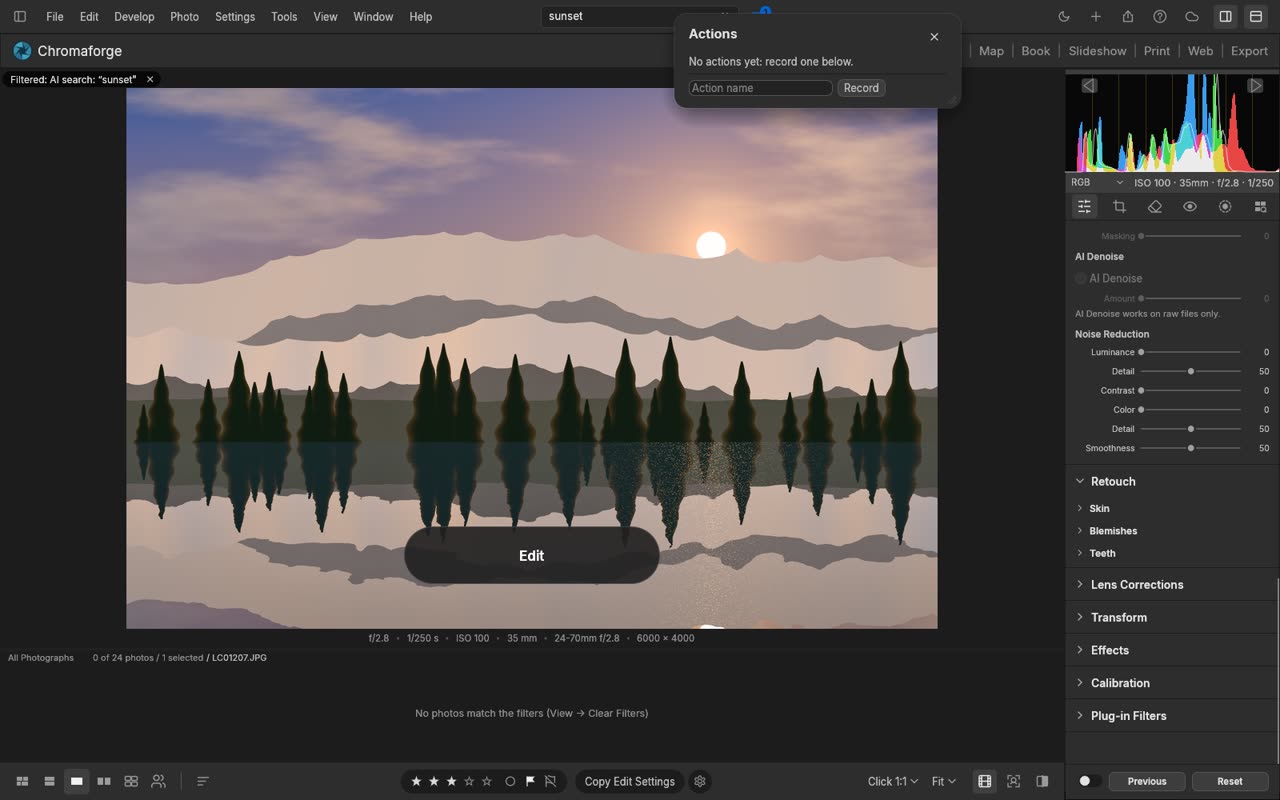 File Edit Develop Photo Settings Tools View Window Help
sunset
Chromaforge
Map | Book | Slideshow | Print | Web | Export
Filtered: AI search: “sunset” ×
Actions
No actions yet: record one below.
Action name Record
RGB ISO 100 · 35mm · f/2.8 · 1/250
Masking 0
AI Denoise
AI Denoise
Amount 0
AI Denoise works on raw files only.
Noise Reduction
Luminance 0
Detail 50
Contrast 0
Color 0
Detail 50
Smoothness 50
Retouch
Skin
Blemishes
Teeth
Lens Corrections
Transform
Effects
Calibration
Plug-in Filters
Edit
f/2.8 · 1/250 s · ISO 100 · 35 mm · 24-70mm f/2.8 · 6000 × 4000
All Photographs 0 of 24 photos / 1 selected / LC01207.JPG
No photos match the filters (View → Clear Filters)
Copy Edit Settings Click 1:1 Fit Previous Reset